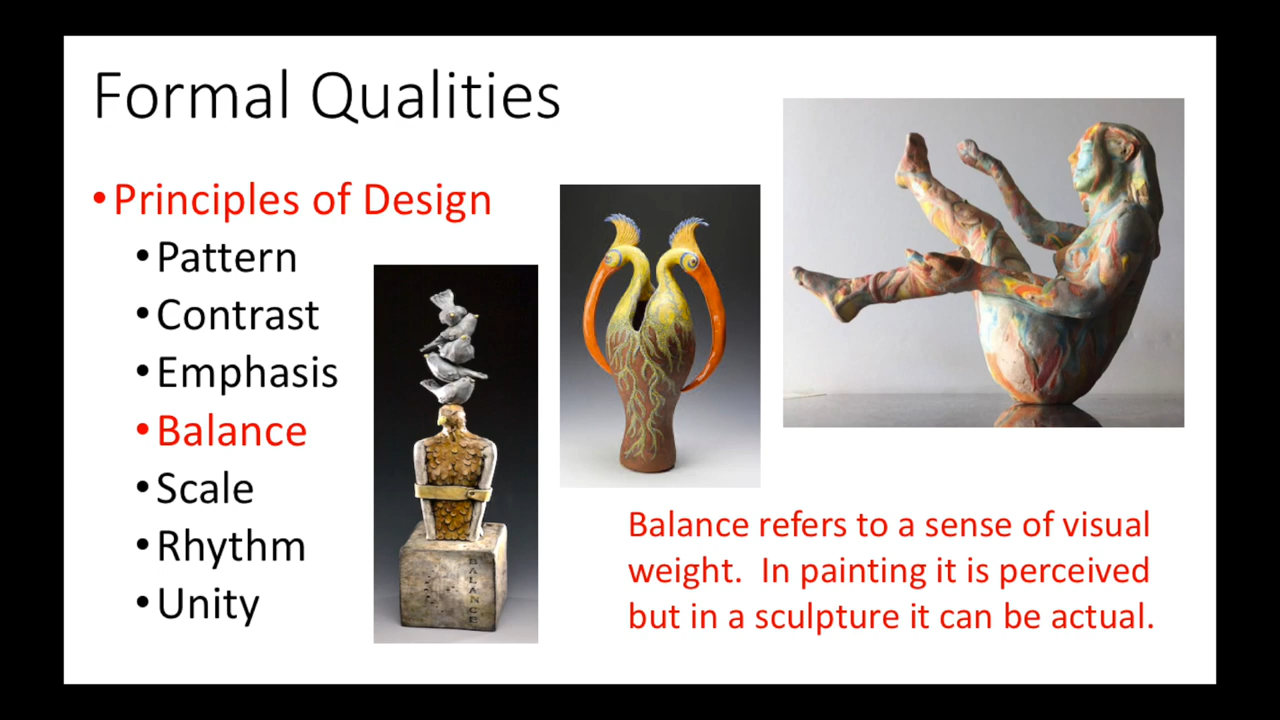 Formal Qualities
•Principles of Design
•Pattern
•Contrast
•Emphasis
•Balance
•Scale
•Rhythm
•Unity
BALANCE
Balance refers to a sense of visual
weight.  In painting it is perceived
but in a sculpture it can be actual.